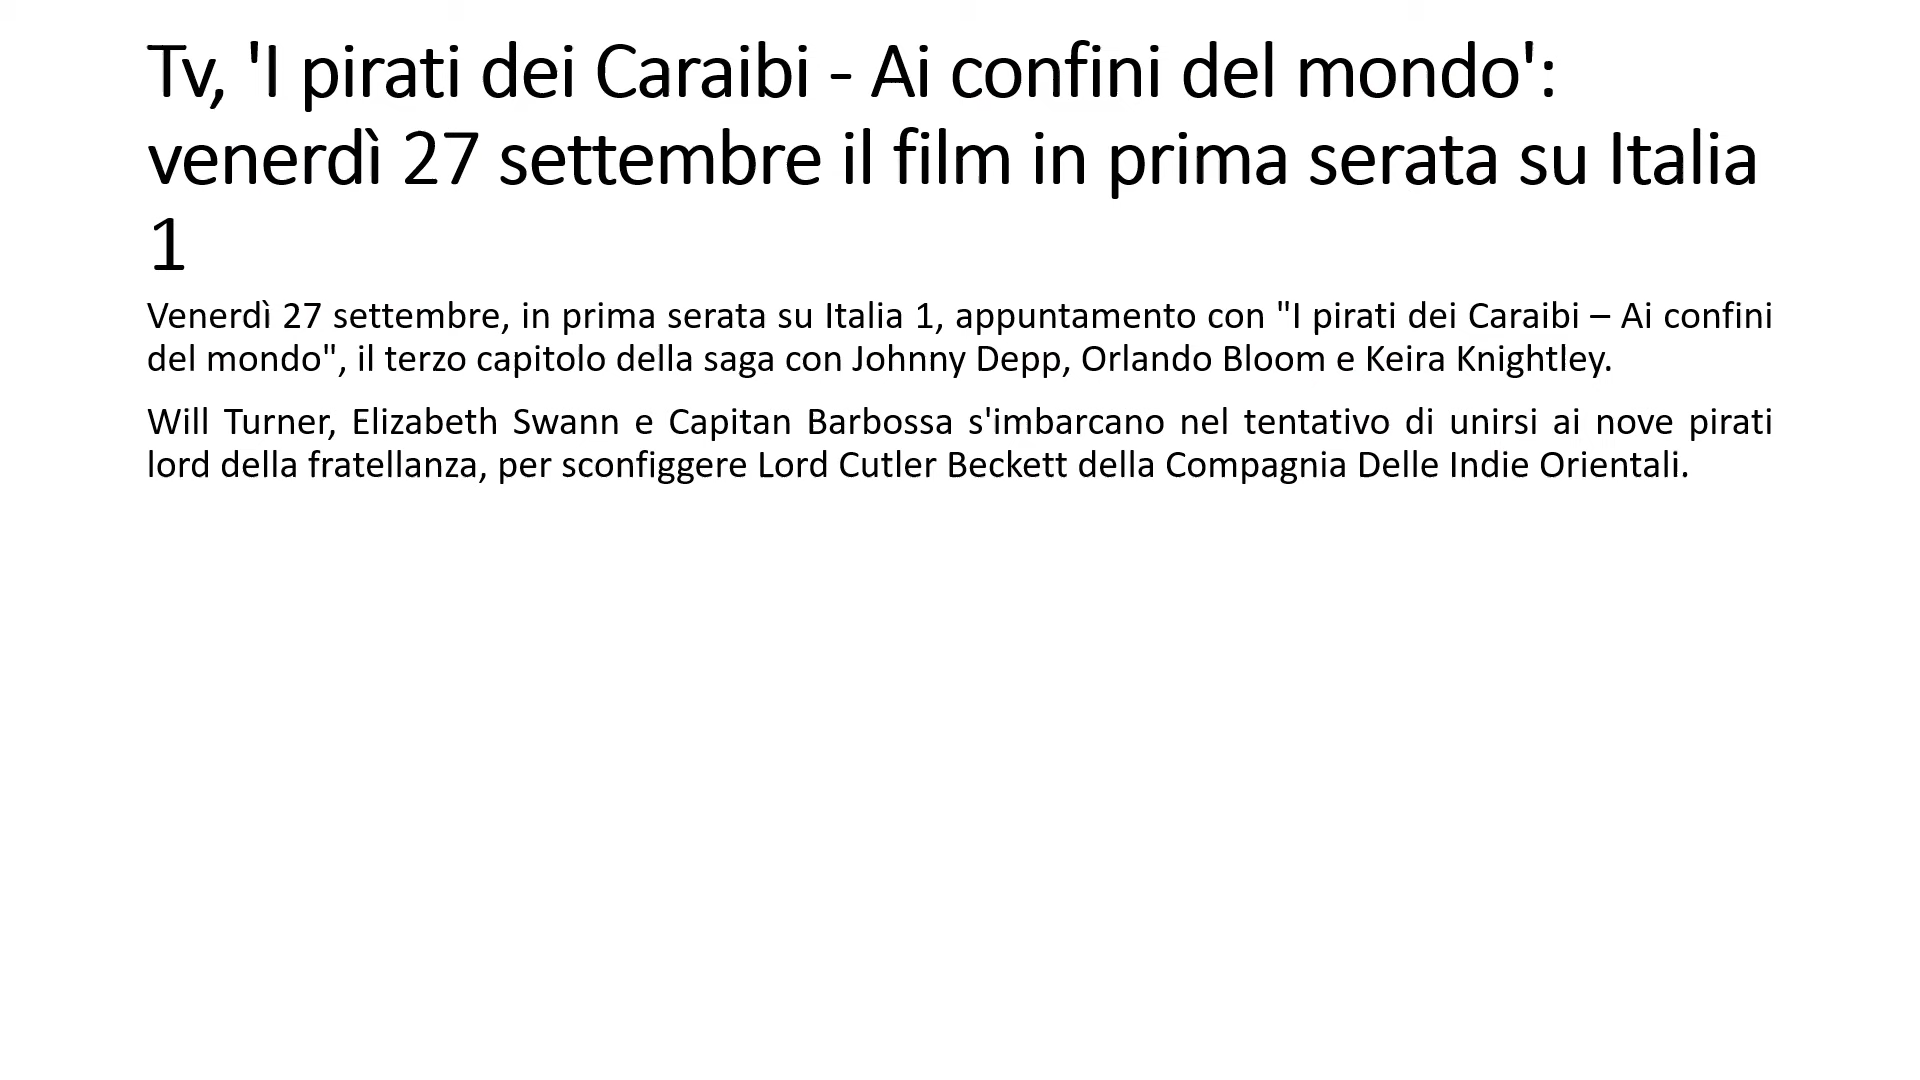 Tv, 'I pirati dei Caraibi - Ai confini del mondo':
venerdì 27 settembre il film in prima serata su Italia
1
Venerdì 27 settembre, in prima serata su Italia 1, appuntamento con "I pirati dei Caraibi – Ai confini
del mondo", il terzo capitolo della saga con Johnny Depp, Orlando Bloom e Keira Knightley.
Will Turner, Elizabeth Swann e Capitan Barbossa s'imbarcano nel tentativo di unirsi ai nove pirati
lord della fratellanza, per sconfiggere Lord Cutler Beckett della Compagnia Delle Indie Orientali.